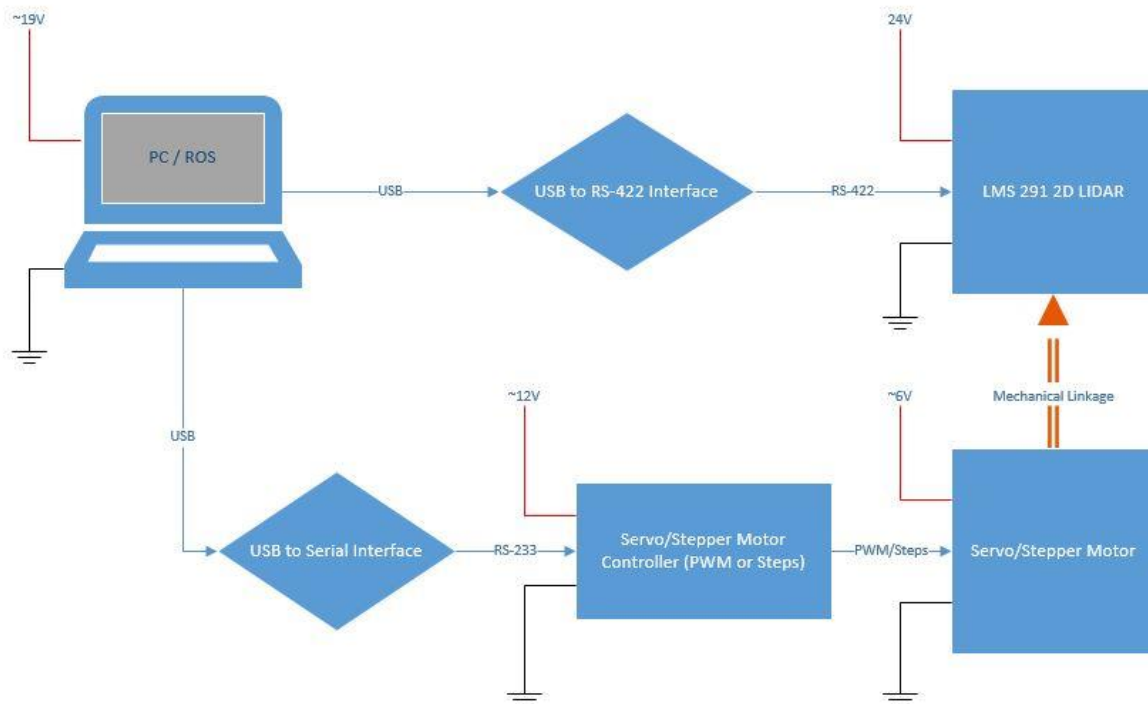 ~19V
24V
PC / ROS
USB
USB to RS-422 Interface
RS-422
LMS 291 2D LIDAR
~12V
~6V
Mechanical Linkage
USB
USB to Serial Interface
RS-233
Servo/Stepper Motor
Controller (PWM or Steps)
PWM/Steps
Servo/Stepper Motor